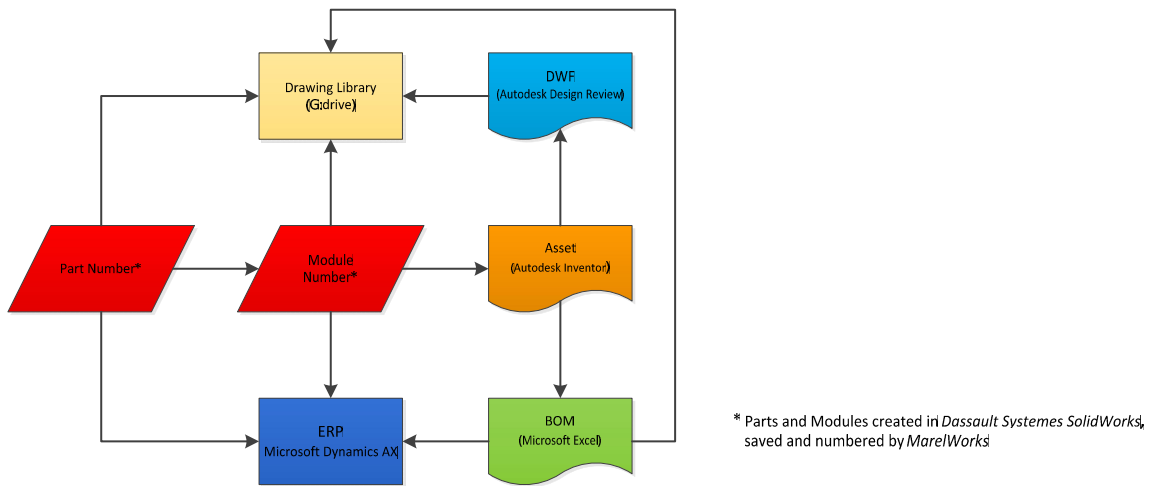 Drawing Library
(G:drive)
DWF
(Autodesk Design Review)
Part Number*
Module
Number*
Asset
(Autodesk Inventor)
ERP
Microsoft Dynamics AX
BOM
(Microsoft Excel)
* Parts and Modules created in Dassault Systemes SolidWorks,
saved and numbered by MarelWorks